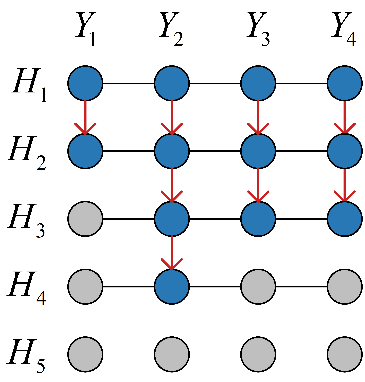 Y₁ Y₂ Y₃ Y₄
H₁
H₂
H₃
H₄
H₅